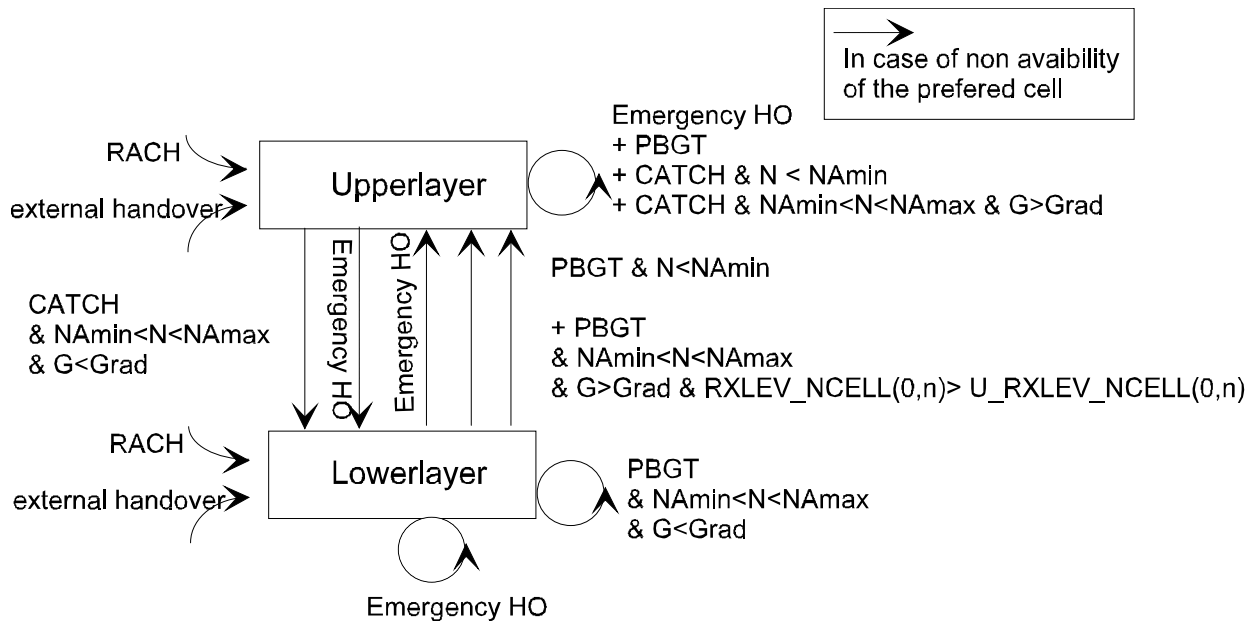 In case of non avaibility
of the prefered cell
Emergency HO
+ PBGT
+ CATCH & N < NAmin
+ CATCH & NAmin<N<NAmax & G>Grad
RACH
external handover
Upperlayer
Emergency HO
Emergency HO
PBGT & N<NAmin
CATCH
& NAmin<N<NAmax
& G<Grad
+ PBGT
& NAmin<N<NAmax
& G>Grad & RXLEV_NCELL(0,n)> U_RXLEV_NCELL(0,n)
RACH
external handover
Lowerlayer
PBGT
& NAmin<N<NAmax
& G<Grad
Emergency HO